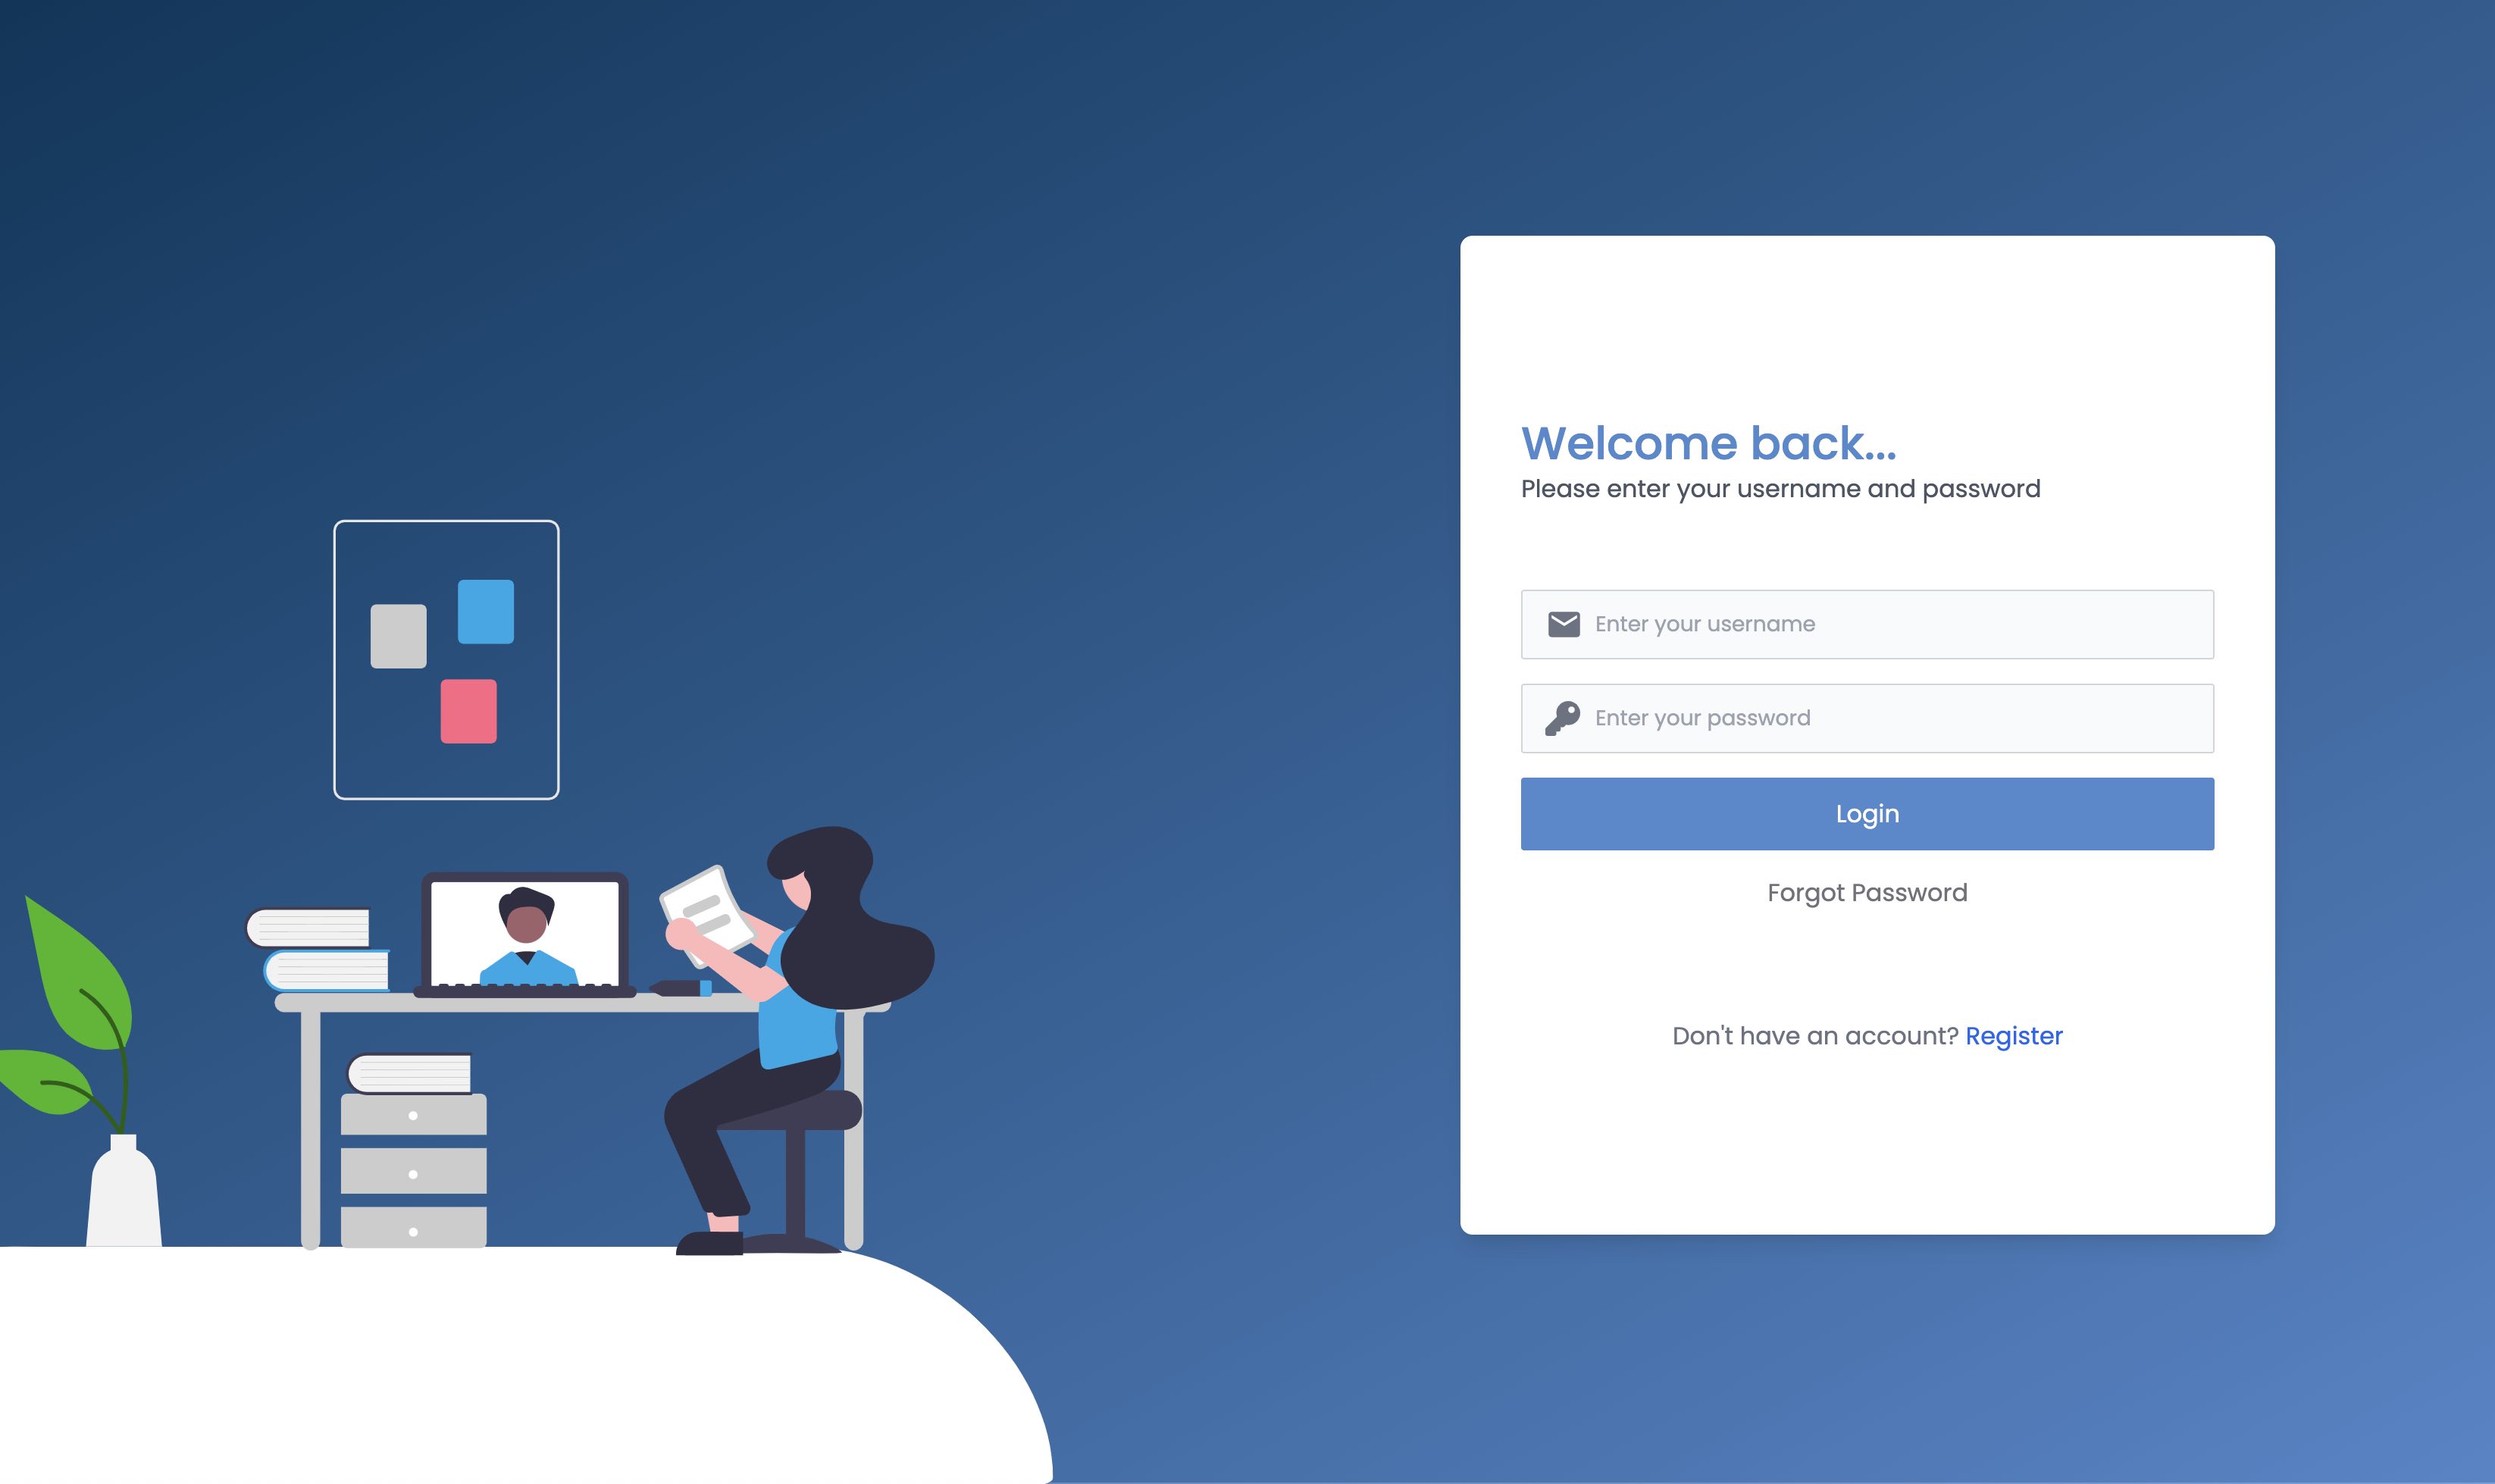 Welcome back...
Please enter your username and password
Enter your username
Enter your password
Login
Forgot Password
Don't have an account? Register